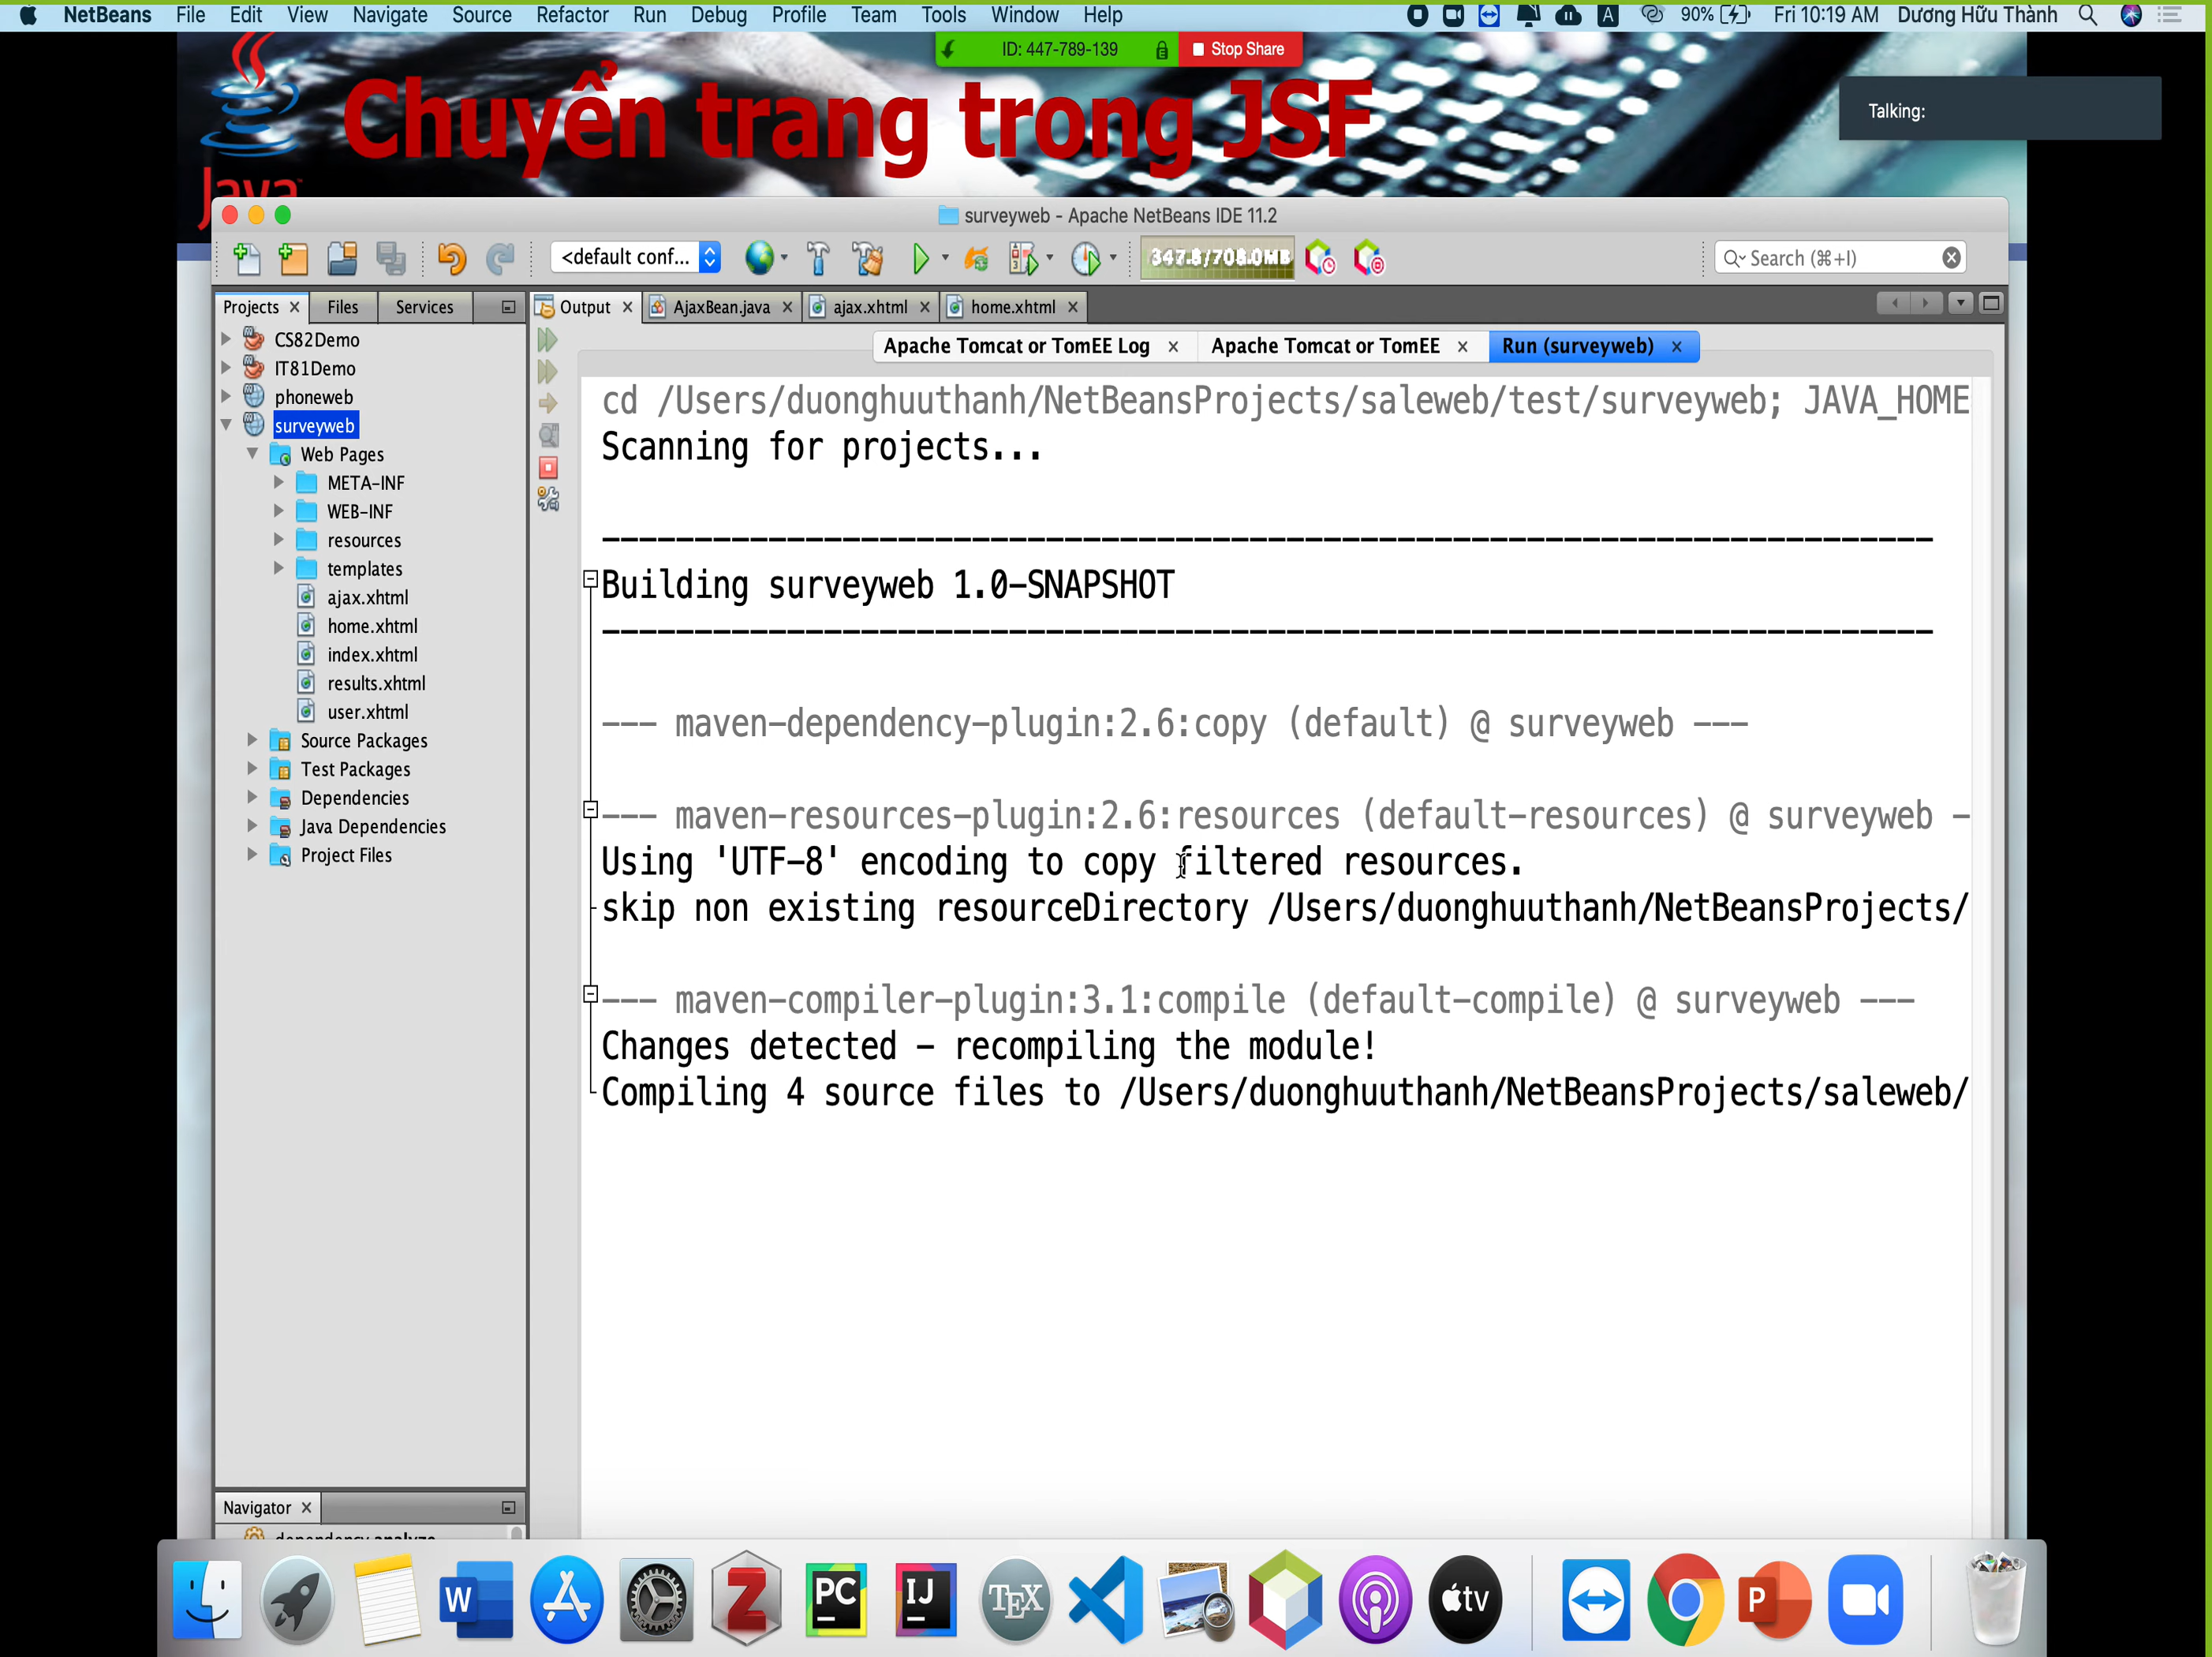 NetBeans File Edit View Navigate Source Refactor Run Debug Profile Team Tools Window Help A 90% Fri 10:19 AM Dương Hữu Thành
ID: 447-789-139 Stop Share
Talking:
Chuyển trang trong JSF
Java
surveyweb - Apache NetBeans IDE 11.2
<default conf... 347.8/708.0MB Search (⌘+I)
Projects Files Services
Output AjaxBean.java ajax.xhtml home.xhtml
Apache Tomcat or TomEE Log Apache Tomcat or TomEE Run (surveyweb)
CS82Demo
IT81Demo
phoneweb
surveyweb
Web Pages
META-INF
WEB-INF
resources
templates
ajax.xhtml
home.xhtml
index.xhtml
results.xhtml
user.xhtml
Source Packages
Test Packages
Dependencies
Java Dependencies
Project Files
cd /Users/duonghuuthanh/NetBeansProjects/saleweb/test/surveyweb; JAVA_HOME
Scanning for projects...
------------------------------------------------------------------------
Building surveyweb 1.0-SNAPSHOT
------------------------------------------------------------------------
--- maven-dependency-plugin:2.6:copy (default) @ surveyweb ---
--- maven-resources-plugin:2.6:resources (default-resources) @ surveyweb -
Using 'UTF-8' encoding to copy filtered resources.
skip non existing resourceDirectory /Users/duonghuuthanh/NetBeansProjects/
--- maven-compiler-plugin:3.1:compile (default-compile) @ surveyweb ---
Changes detected - recompiling the module!
Compiling 4 source files to /Users/duonghuuthanh/NetBeansProjects/saleweb/
Navigator
dependency-analyze
W Z PC IJ TEX tv P